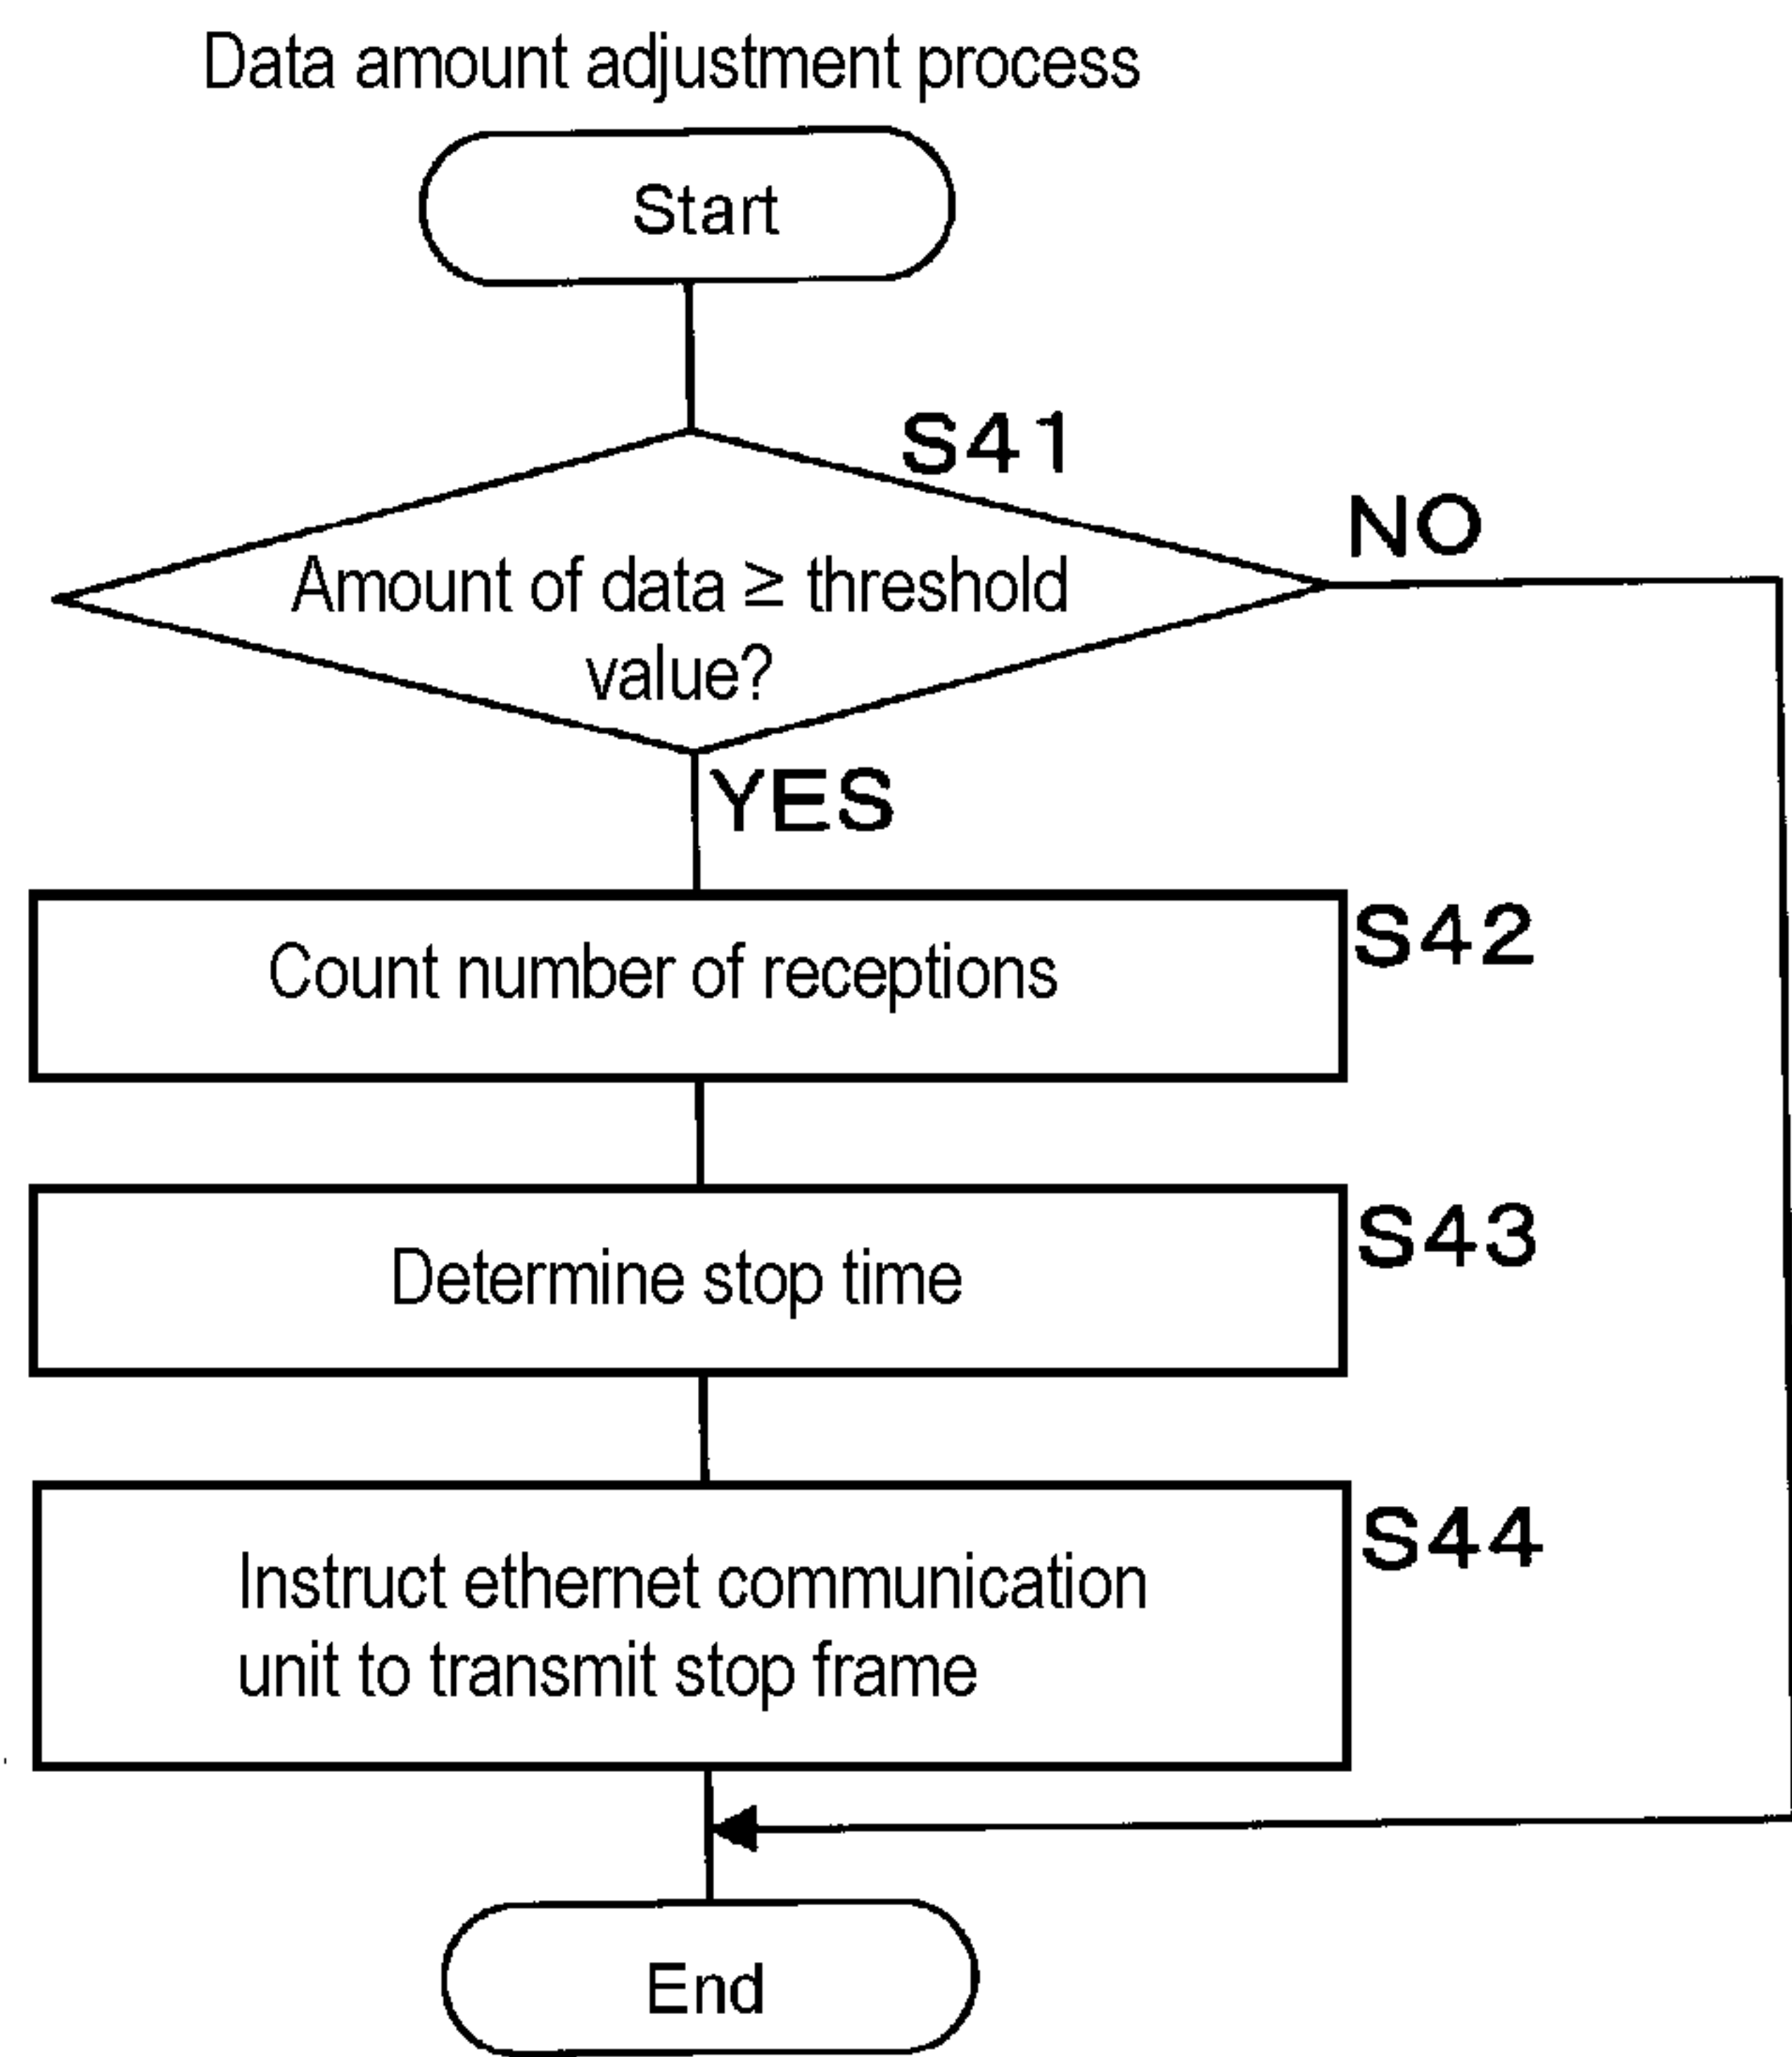 Data amount adjustment process
Start
S41
NO
Amount of data ≥ threshold
value?
YES
S42
Count number of receptions
S43
Determine stop time
S44
Instruct ethernet communication
unit to transmit stop frame
End